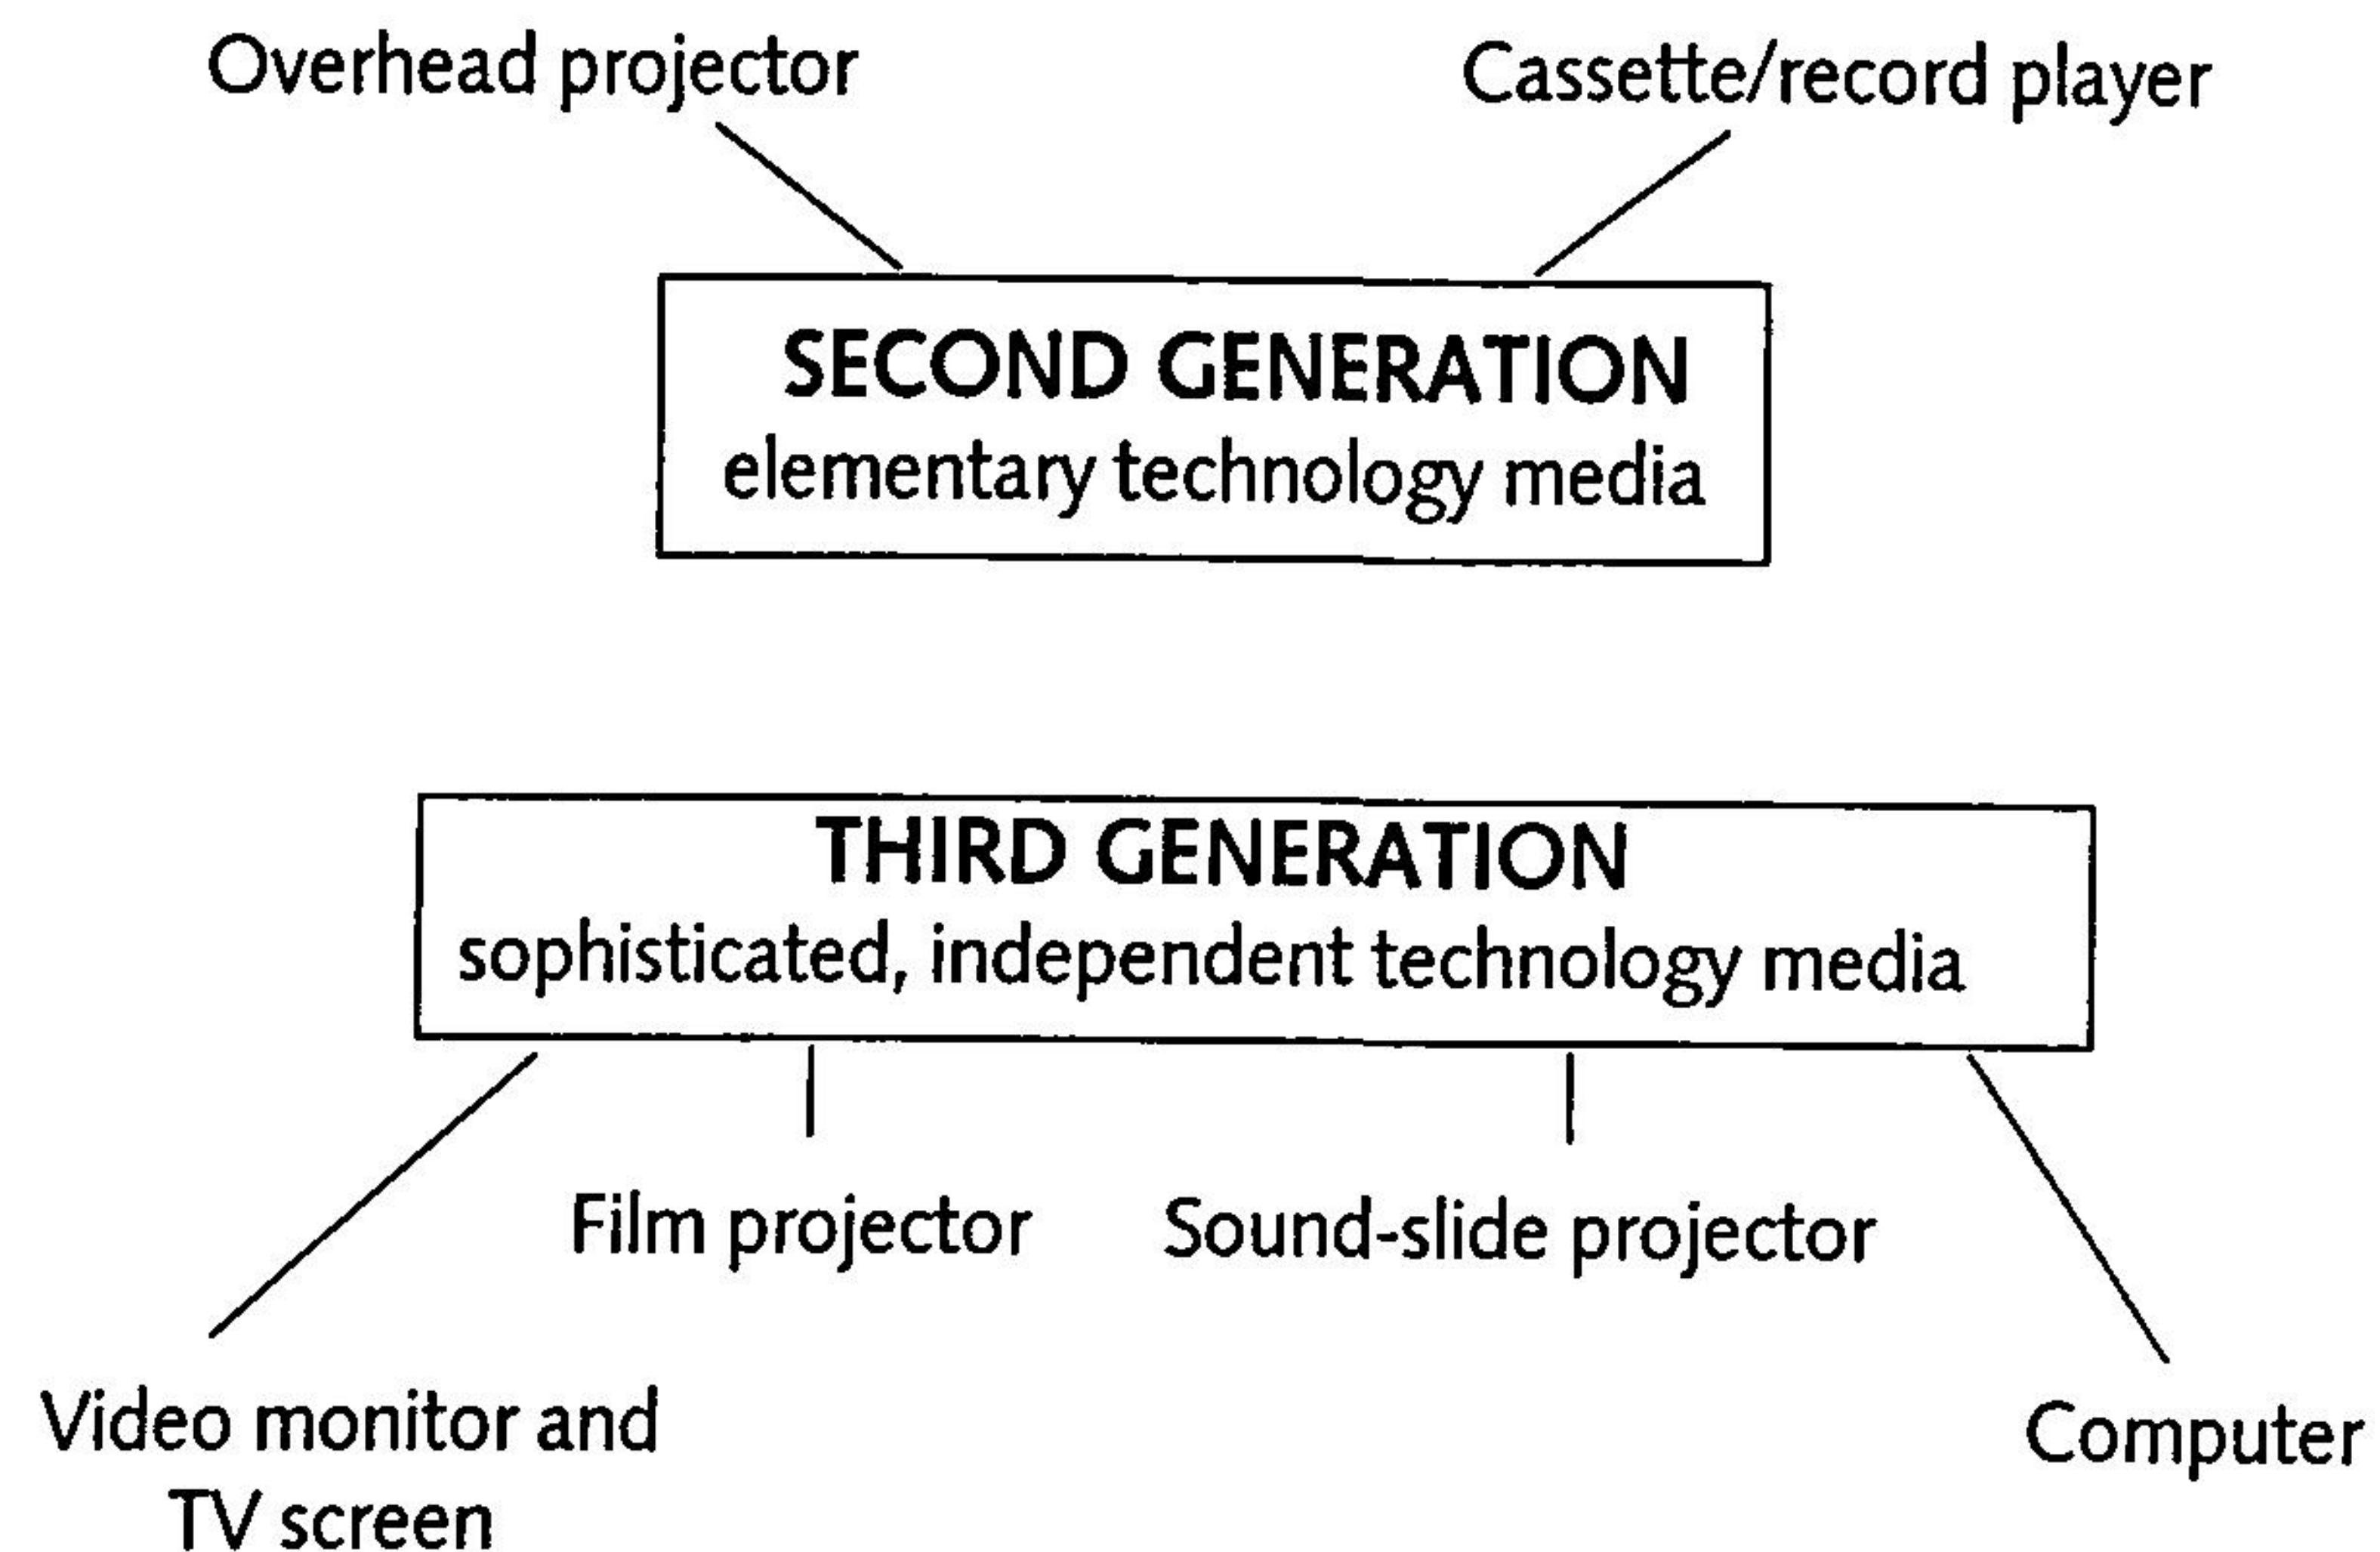 Overhead projector
Cassette/record player
SECOND GENERATION
elementary technology media
THIRD GENERATION
sophisticated, independent technology media
Film projector
Sound-slide projector
Video monitor and
TV screen
Computer